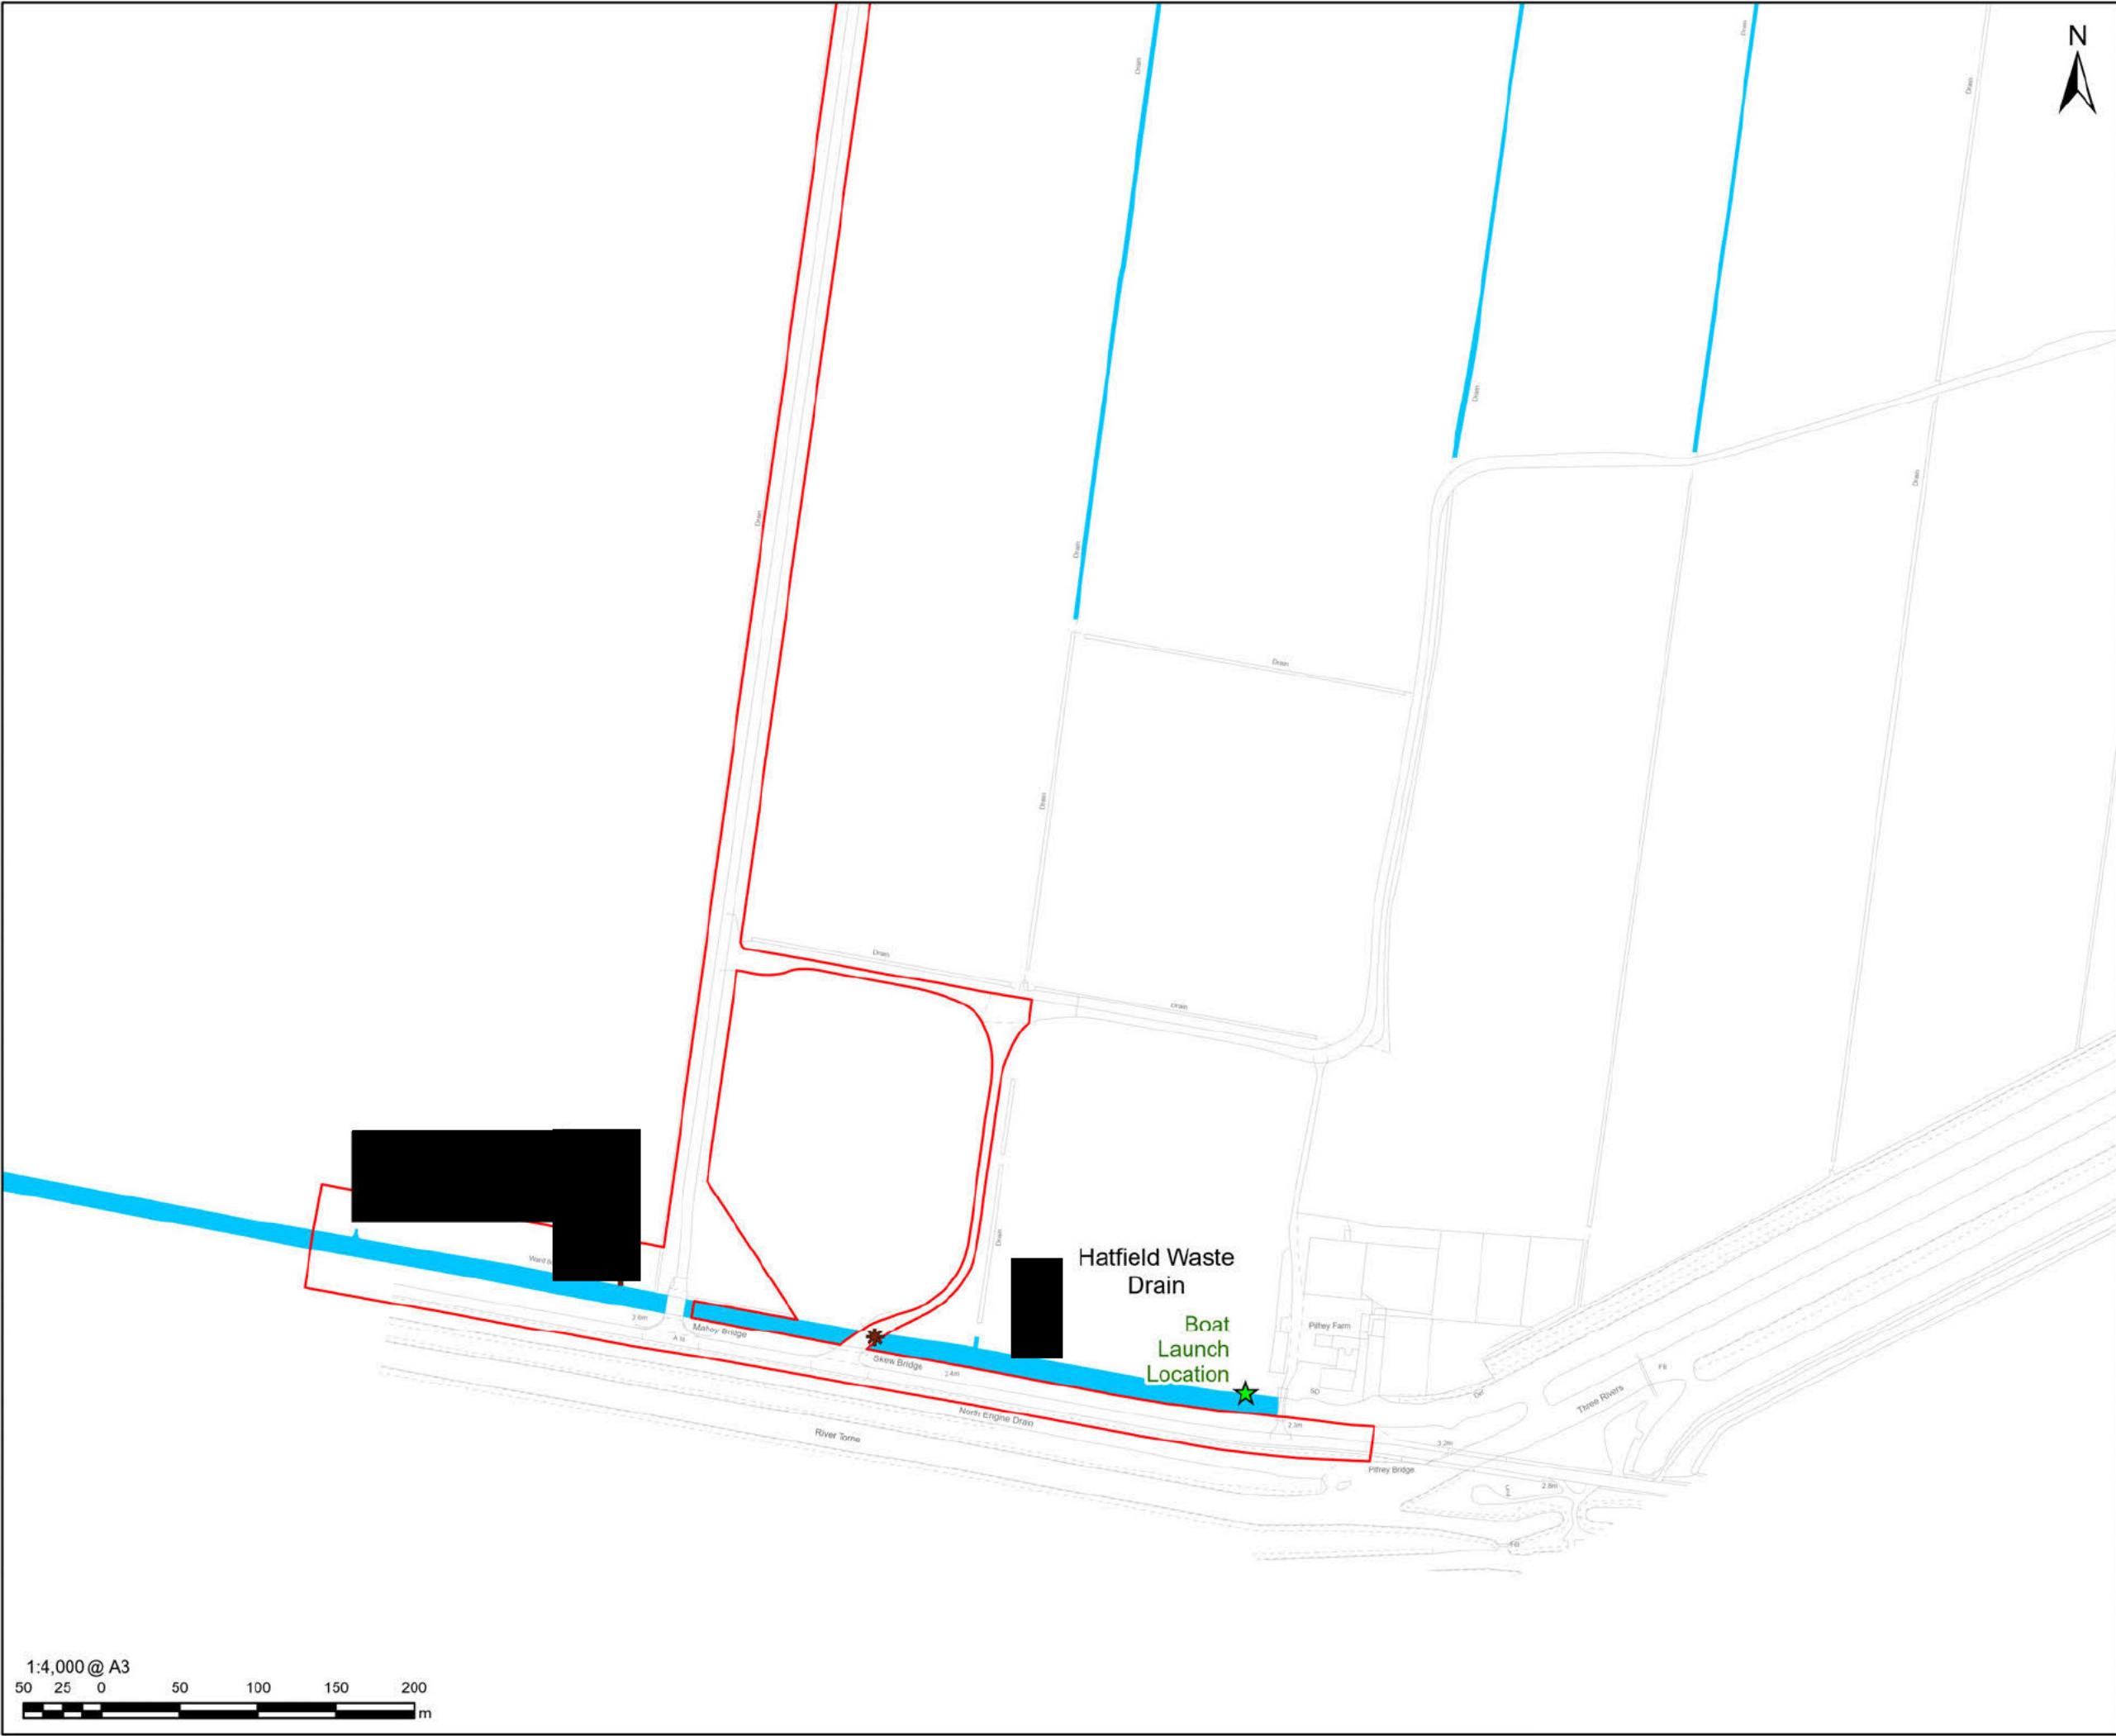 N
Drain
Drain
Drain
Drain
Drain
Drain
Drain
Drain
Drain
Drain
Drain
Drain
Drain
Hatfield Waste
Drain
Boat
Launch
Location
Mahey Bridge
Skew Bridge
2.6m
North Engine Drain
River Torne
Pilfrey Farm
2.3m
3.2m
Pilfrey Bridge
2.8m
Three Rivers
FB
1:4,000 @ A3
50 25 0 50 100 150 200
m